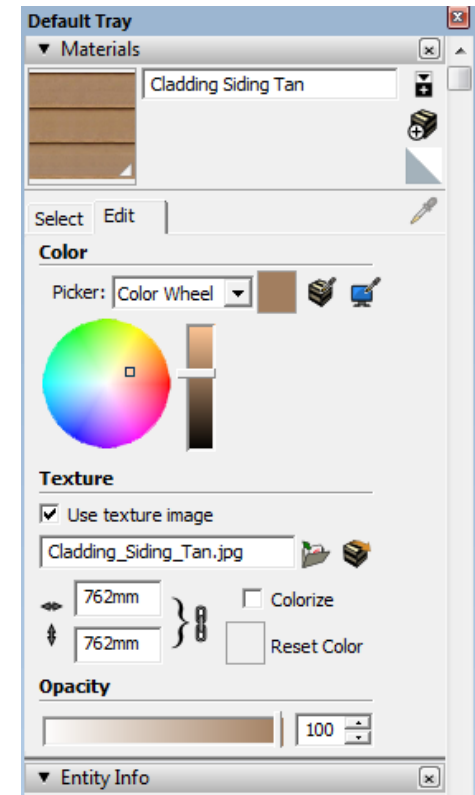 Default Tray
Materials
Cladding Siding Tan
Select Edit
Color
Picker: Color Wheel
Texture
Use texture image
Cladding_Siding_Tan.jpg
762mm
Colorize
762mm
Reset Color
Opacity
100
Entity Info